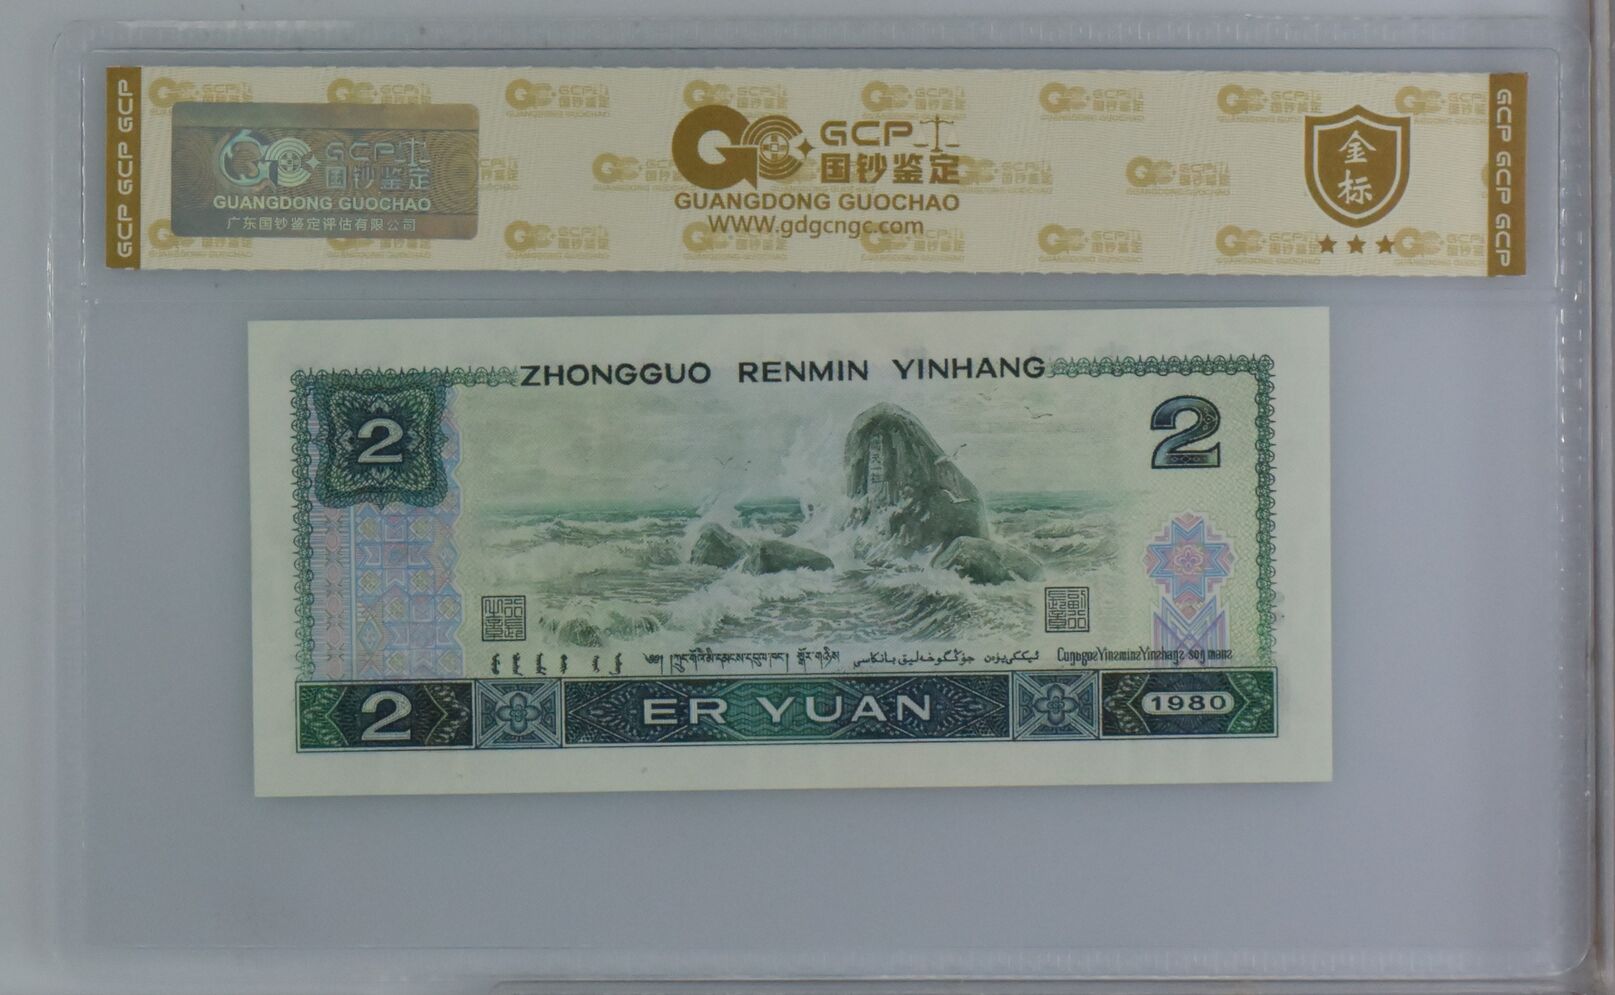 GCP GCP GCP
GCP
国钞鉴定
GUANGDONG GUOCHAO
广东国钞鉴定评估有限公司
GCP
国钞鉴定
GUANGDONG GUOCHAO
WWW.gdgcngc.com
金标
GCP GCP GCP
ZHONGGUO RENMIN YINHANG
2
2
2
ER YUAN
1980